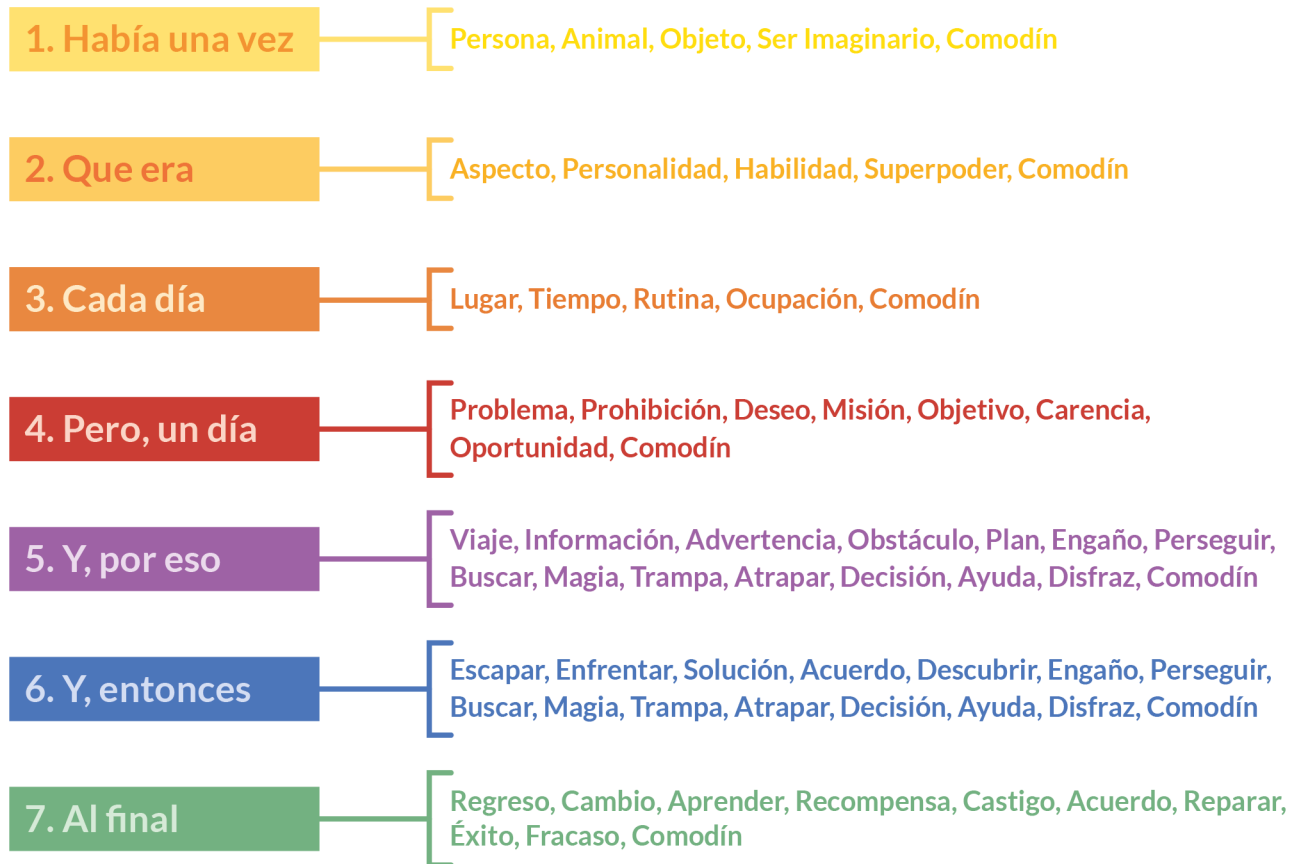 1. Había una vez
Persona, Animal, Objeto, Ser Imaginario, Comodín
2. Que era
Aspecto, Personalidad, Habilidad, Superpoder, Comodín
3. Cada día
Lugar, Tiempo, Rutina, Ocupación, Comodín
4. Pero, un día
Problema, Prohibición, Deseo, Misión, Objetivo, Carencia,
Oportunidad, Comodín
5. Y, por eso
Viaje, Información, Advertencia, Obstáculo, Plan, Engaño, Perseguir,
Buscar, Magia, Trampa, Atrapar, Decisión, Ayuda, Disfraz, Comodín
6. Y, entonces
Escapar, Enfrentar, Solución, Acuerdo, Descubrir, Engaño, Perseguir,
Buscar, Magia, Trampa, Atrapar, Decisión, Ayuda, Disfraz, Comodín
7. Al final
Regreso, Cambio, Aprender, Recompensa, Castigo, Acuerdo, Reparar,
Éxito, Fracaso, Comodín